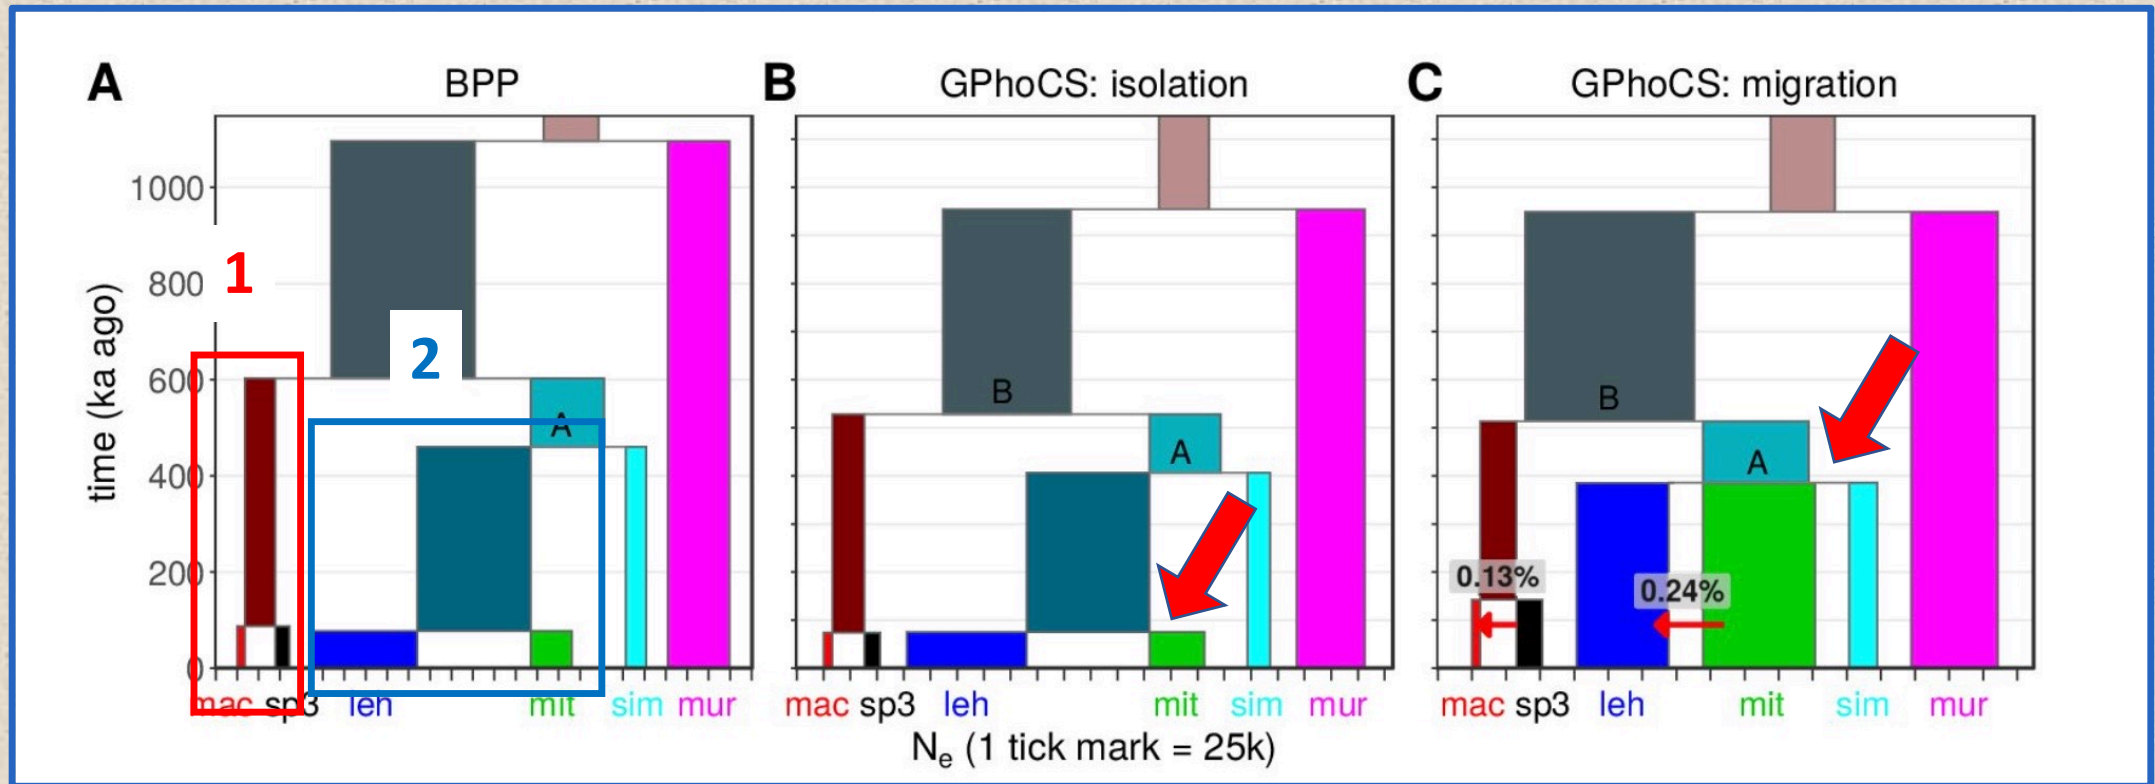 A BPP
B GPhoCS: isolation
C GPhoCS: migration
time (ka ago)
1000
800
600
400
200
0
1
2
A
B
A
B
A
0.13%
0.24%
mac sp3 leh mit sim mur
mac sp3 leh mit sim mur
mac sp3 leh mit sim mur
Ne (1 tick mark = 25k)